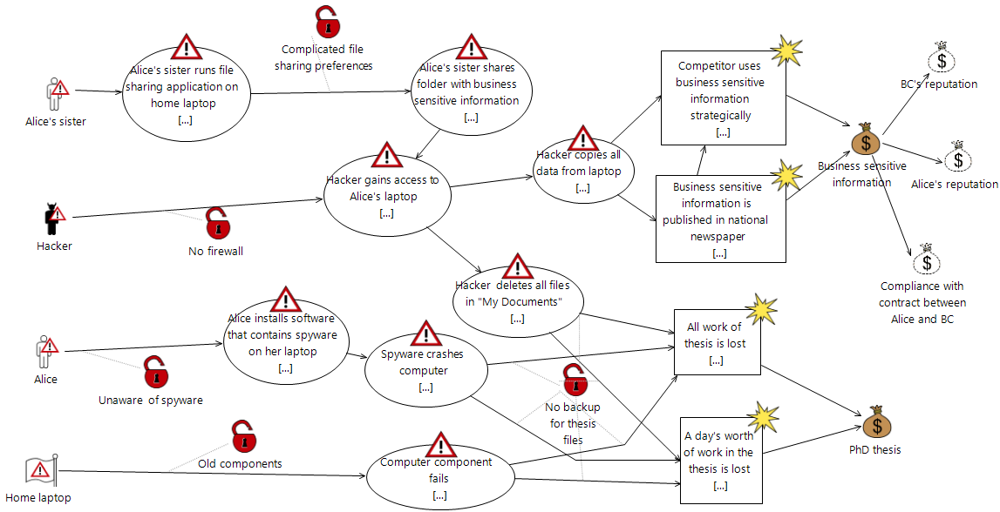 Complicated file
sharing preferences
Alice's sister runs file
sharing application on
home laptop
[...]
Alice's sister shares
folder with business
sensitive information
[...]
Competitor uses
business sensitive
information
strategically
[...]
BC's reputation
Alice's sister
Hacker copies all
data from laptop
[...]
Business sensitive
information
Alice's reputation
Hacker gains access to
Alice's laptop
[...]
Business sensitive
information is
published in national
newspaper
[...]
Hacker
No firewall
Compliance with
contract between
Alice and BC
Hacker deletes all files
in "My Documents"
[...]
Alice installs software
that contains spyware
on her laptop
[...]
All work of
thesis is lost
[...]
Spyware crashes
computer
[...]
Alice
Unaware of spyware
No backup
for thesis
files
A day's worth
of work in the
thesis is lost
[...]
PhD thesis
Old components
Computer component
fails
[...]
Home laptop